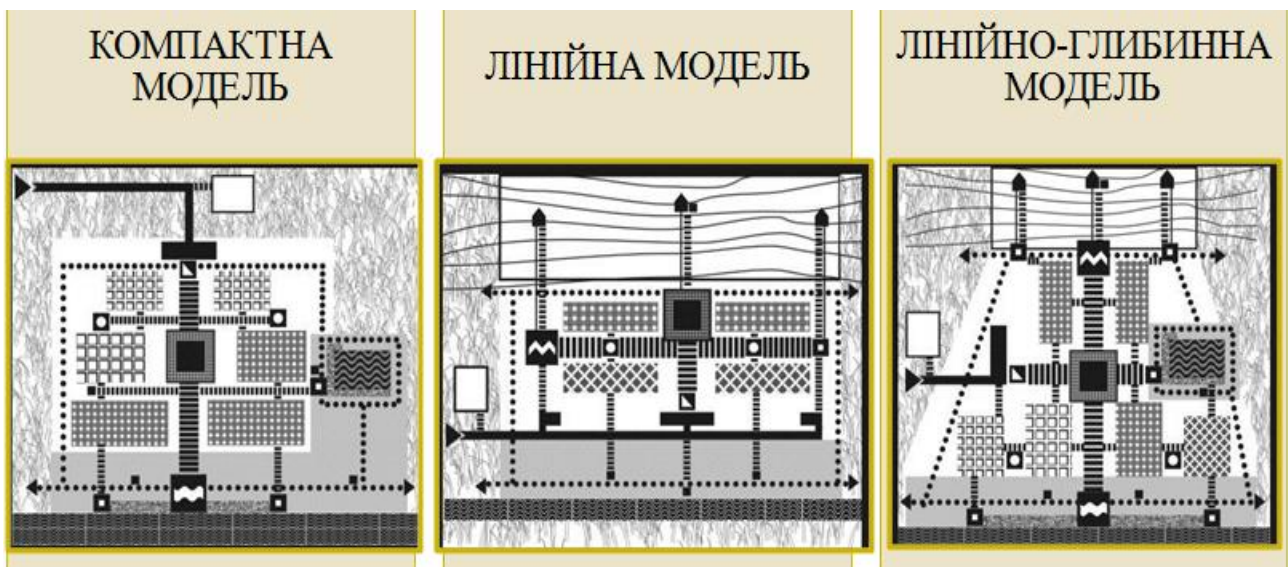 КОМПАКТНА
МОДЕЛЬ
ЛІНІЙНА МОДЕЛЬ
ЛІНІЙНО-ГЛИБИННА
МОДЕЛЬ